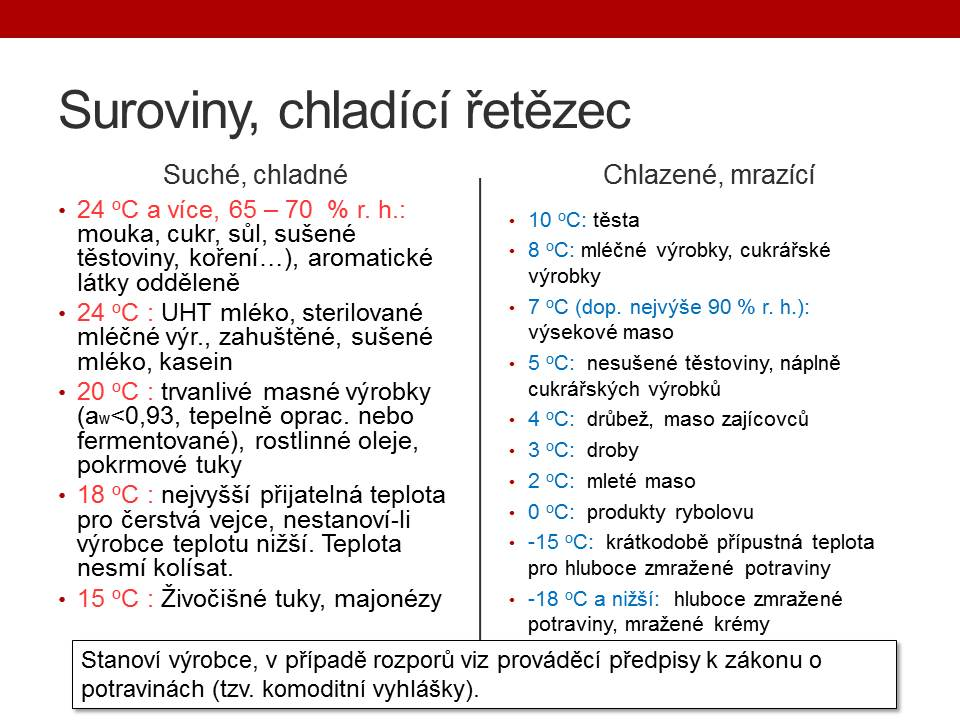 Suroviny, chladící řetězec
Suché, chladné
• 24 °C a více, 65 – 70 % r. h.:
mouka, cukr, sůl, sušené
těstoviny, koření…), aromatické
látky odděleně
• 24 °C : UHT mléko, sterilované
mléčné výr., zahuštěné, sušené
mléko, kasein
• 20 °C : trvanlivé masné výrobky
(aw<0,93, tepelně oprac. nebo
fermentované), rostlinné oleje,
pokrmové tuky
• 18 °C : nejvyšší přijatelná teplota
pro čerstvá vejce, nestanoví-li
výrobce teplotu nižší. Teplota
nesmí kolísat.
• 15 °C : Živočišné tuky, majonézy
Chlazené, mrazící
• 10 °C: těsta
• 8 °C: mléčné výrobky, cukrářské
výrobky
• 7 °C (dop. nejvýše 90 % r. h.):
výsekové maso
• 5 °C: nesušené těstoviny, náplně
cukrářských výrobků
• 4 °C: drůbež, maso zajícovců
• 3 °C: droby
• 2 °C: mleté maso
• 0 °C: produkty rybolovu
• -15 °C: krátkodobě přípustná teplota
pro hluboce zmražené potraviny
• -18 °C a nižší: hluboce zmražené
potraviny, mražené krémy
Stanoví výrobce, v případě rozporů viz prováděcí předpisy k zákonu o
potravinách (tzv. komoditní vyhlášky).